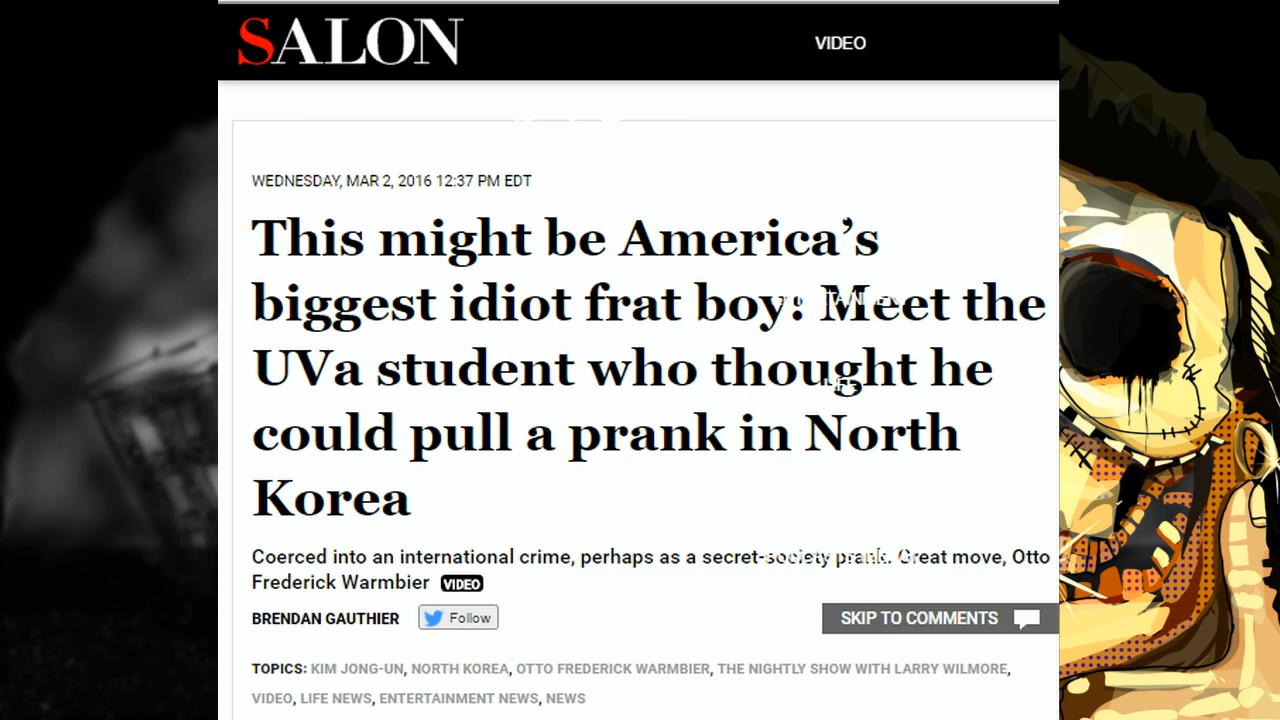 SALON
VIDEO
WEDNESDAY, MAR 2, 2016 12:37 PM EDT
This might be America's
biggest idiot frat boy: Meet the
UVa student who thought he
could pull a prank in North
Korea
Coerced into an international crime, perhaps as a secret-society prank. Great move, Otto
Frederick Warmbier VIDEO
BRENDAN GAUTHIER Follow
SKIP TO COMMENTS
TOPICS: KIM JONG-UN, NORTH KOREA, OTTO FREDERICK WARMBIER, THE NIGHTLY SHOW WITH LARRY WILMORE,
VIDEO, LIFE NEWS, ENTERTAINMENT NEWS, NEWS